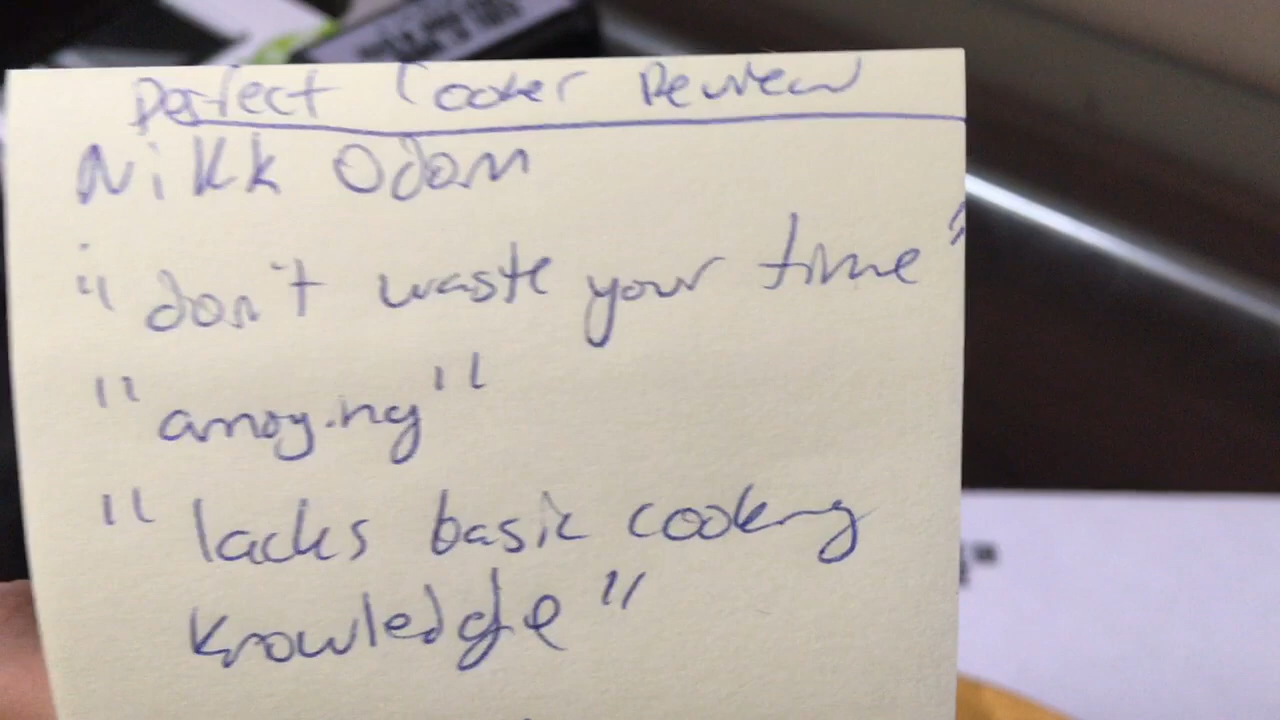 Perfect Cooker Review
Nikk Odom
"don't waste your time"
"annoying"
"lacks basic cooking
knowledge"